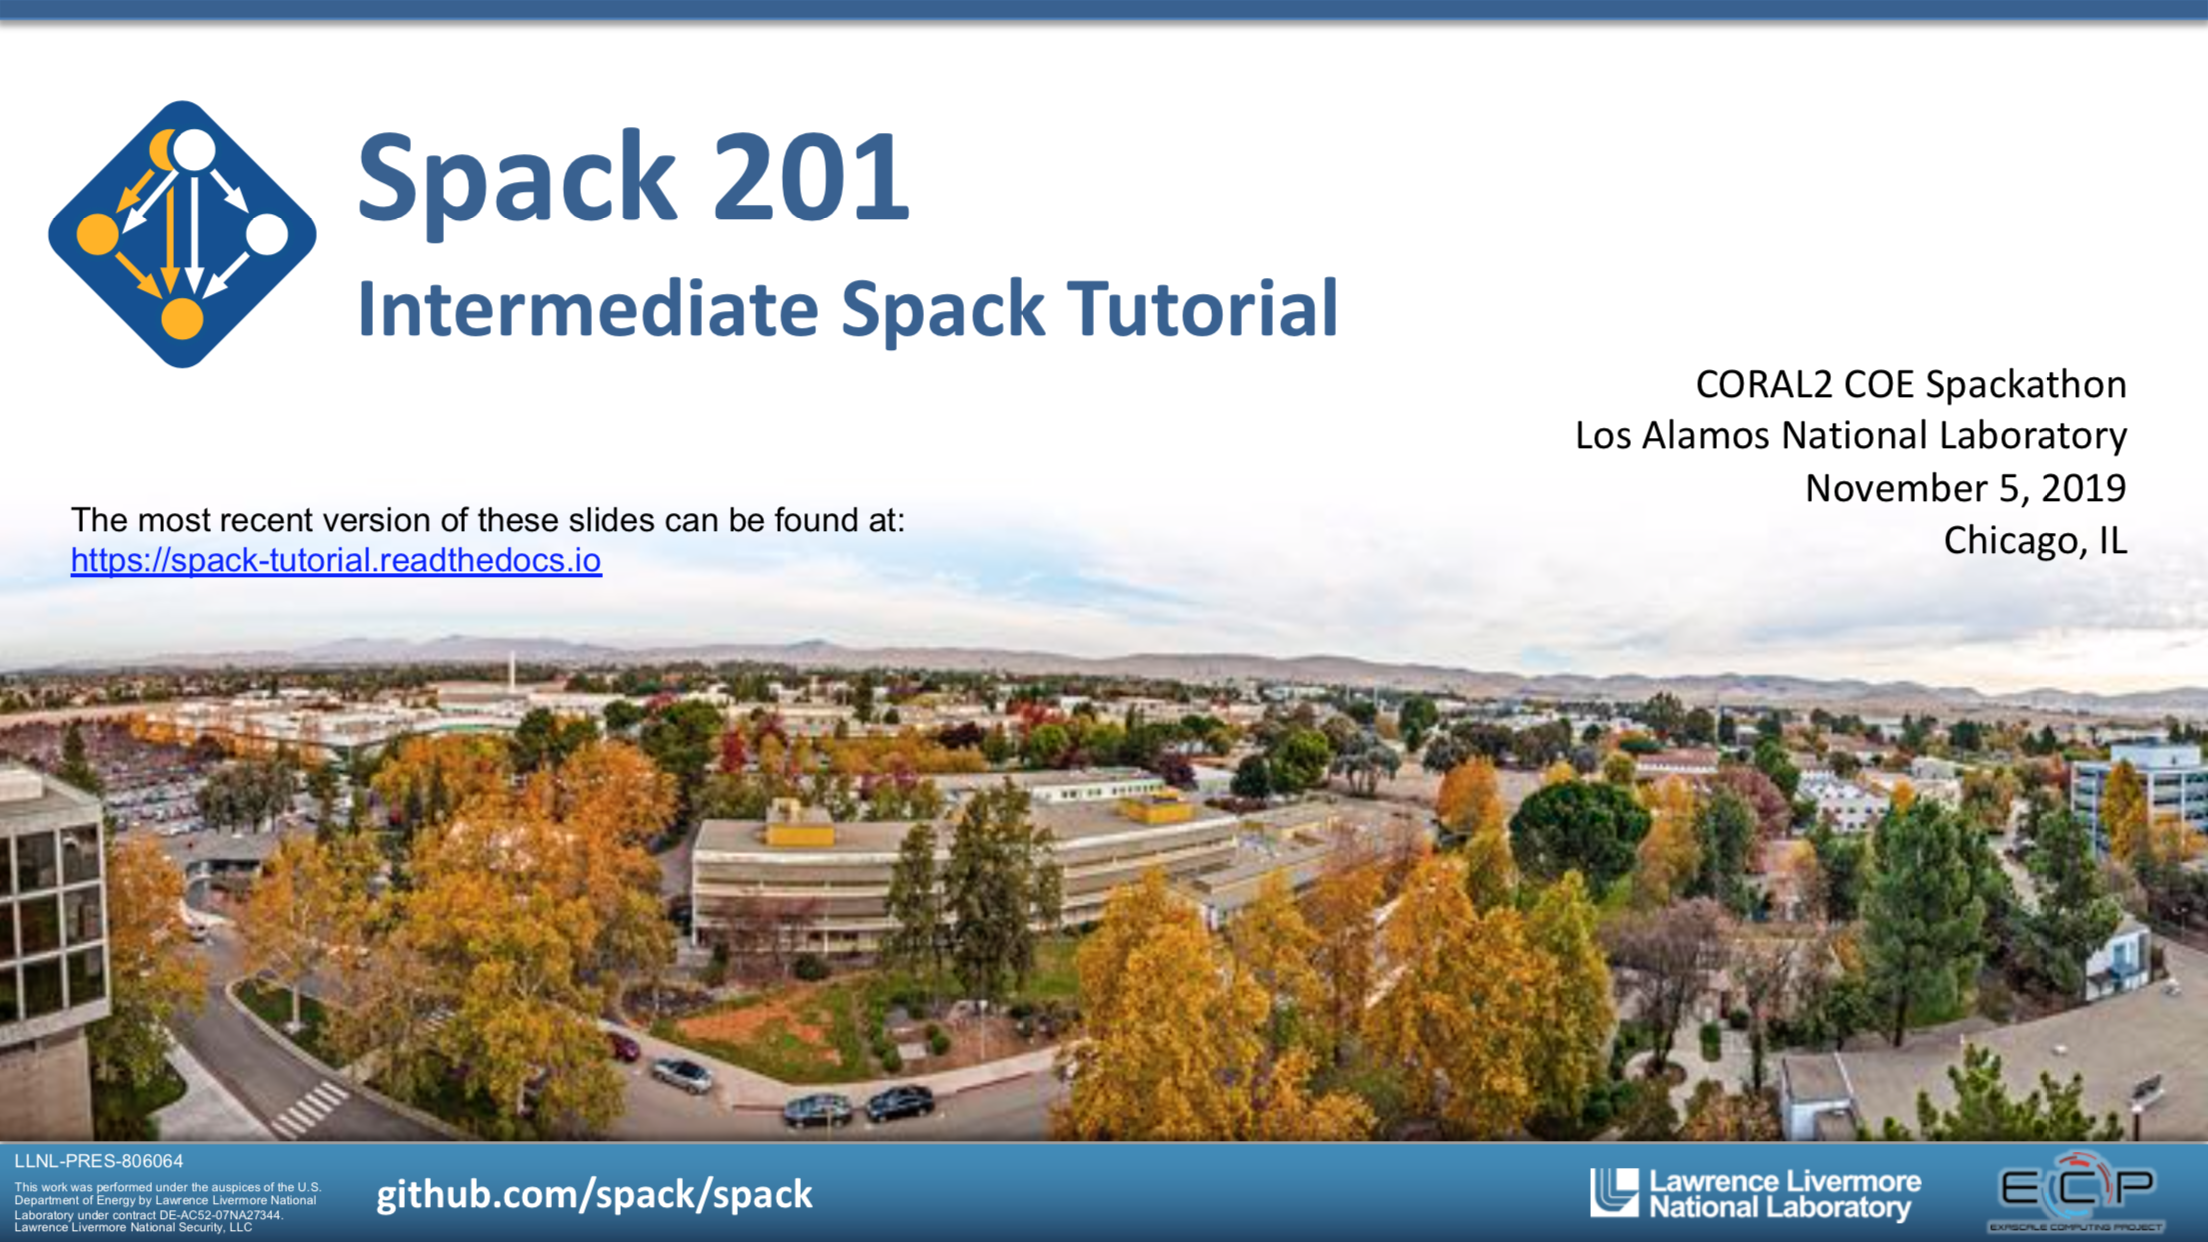 Spack 201
Intermediate Spack Tutorial
CORAL2 COE Spackathon
Los Alamos National Laboratory
November 5, 2019
Chicago, IL
The most recent version of these slides can be found at:
https://spack-tutorial.readthedocs.io
LLNL-PRES-806064
This work was performed under the auspices of the U.S.
Department of Energy by Lawrence Livermore National
Laboratory under contract DE-AC52-07NA27344.
Lawrence Livermore National Security, LLC
github.com/spack/spack
Lawrence Livermore
National Laboratory
ECP
EXASCALE COMPUTING PROJECT